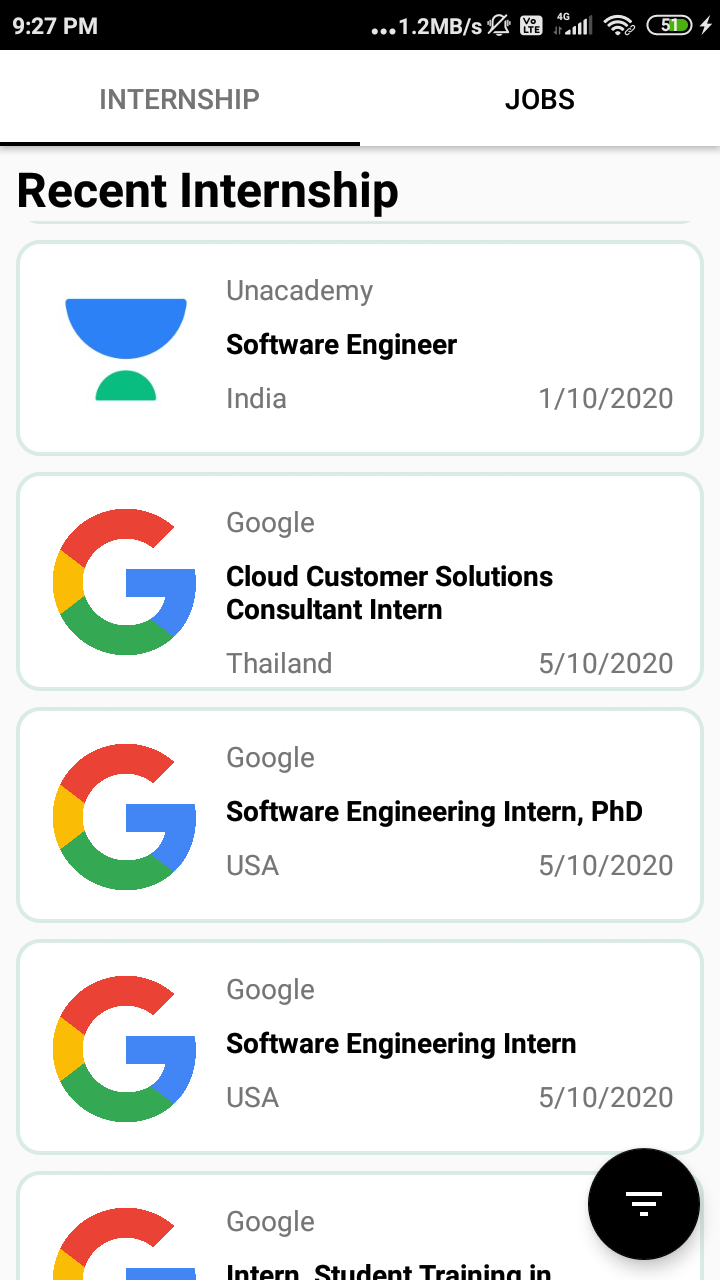 9:27 PM ...1.2MB/s Vo LTE 4G 51
INTERNSHIP JOBS
Recent Internship
Unacademy
Software Engineer
India 1/10/2020
Google
Cloud Customer Solutions
Consultant Intern
Thailand 5/10/2020
Google
Software Engineering Intern, PhD
USA 5/10/2020
Google
Software Engineering Intern
USA 5/10/2020
Google
Intern, Student Training in